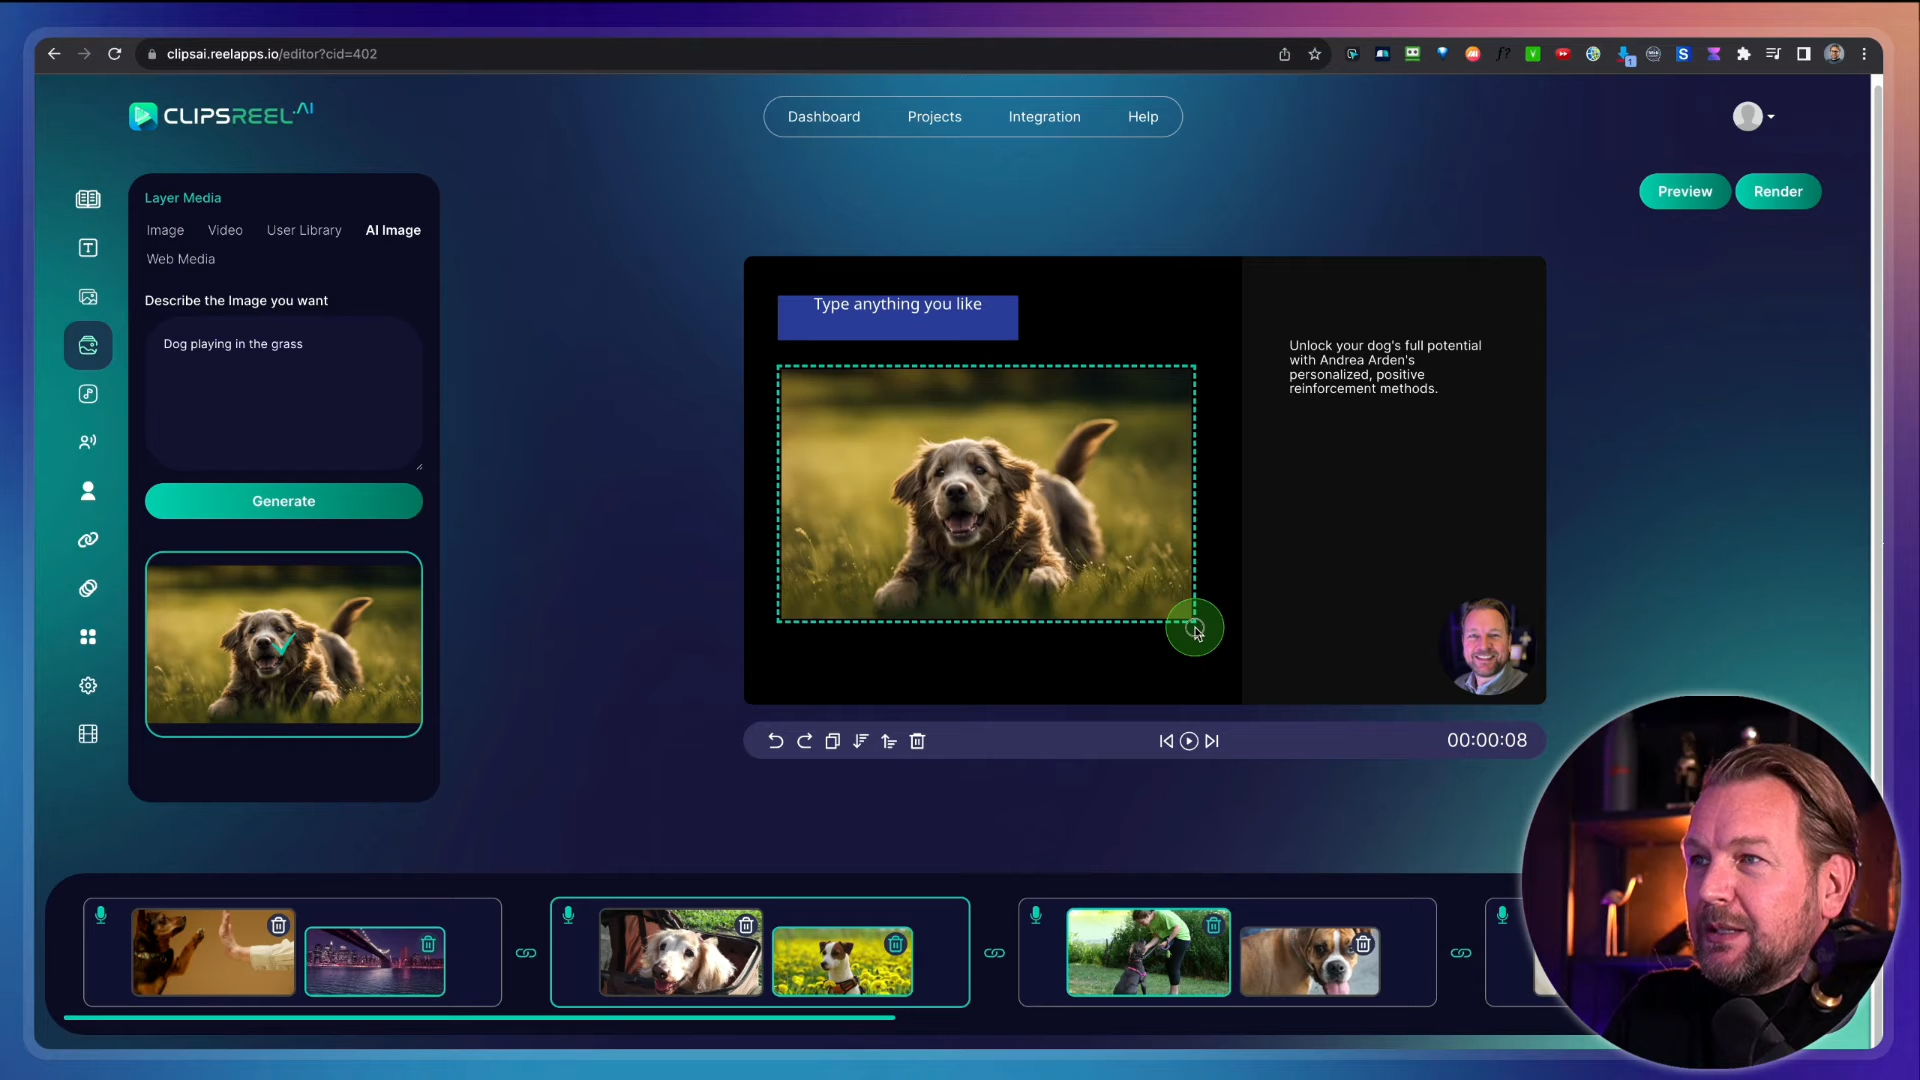 clipsai.reelapps.io/editor?cid=402
CLIPSREEL.AI
Dashboard
Projects
Integration
Help
Preview
Render
Layer Media
Image
Video
User Library
AI Image
Web Media
Describe the Image you want
Dog playing in the grass
Generate
Type anything you like
Unlock your dog's full potential
with Andrea Arden's
personalized, positive
reinforcement methods.
00:00:08